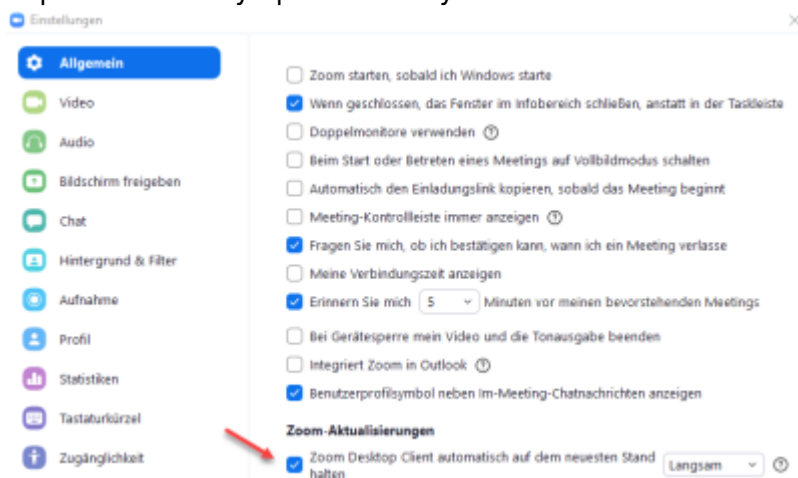 Einstellungen
Allgemein
Video
Audio
Bildschirm freigeben
Chat
Hintergrund & Filter
Aufnahme
Profil
Statistiken
Tastaturkürzel
Zugänglichkeit
Zoom starten, sobald ich Windows starte
Wenn geschlossen, das Fenster im Infobereich schließen, anstatt in der Taskleiste
Doppelmonitore verwenden
Beim Start oder Betreten eines Meetings auf Vollbildmodus schalten
Automatisch den Einladungslink kopieren, sobald das Meeting beginnt
Meeting-Kontrollleiste immer anzeigen
Fragen Sie mich, ob ich bestätigen kann, wann ich ein Meeting verlasse
Meine Verbindungszeit anzeigen
Erinnern Sie mich 5 Minuten vor meinen bevorstehenden Meetings
Bei Gerätesperre mein Video und die Tonausgabe beenden
Integriert Zoom in Outlook
Benutzerprofilsymbol neben Im-Meeting-Chatnachrichten anzeigen
Zoom-Aktualisierungen
Zoom Desktop Client automatisch auf dem neuesten Stand Langsam
halten